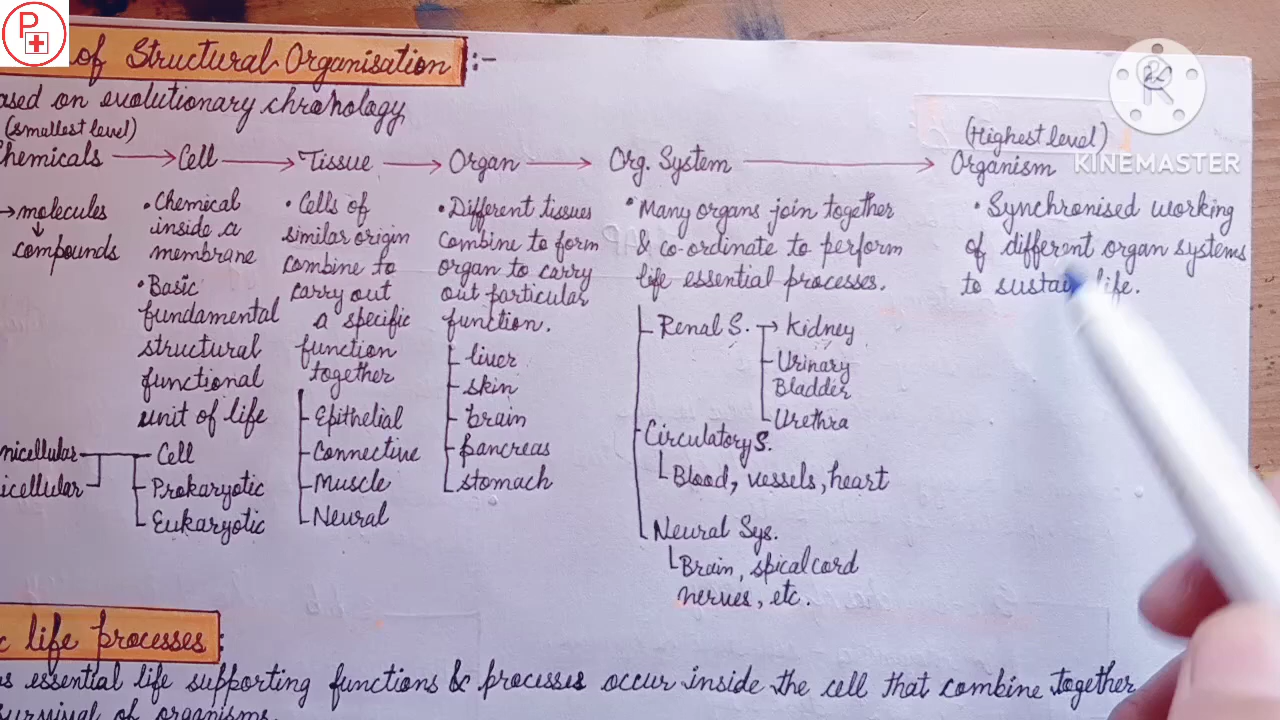 P
of Structural Organisation :-
ased on evolutionary chronology
(smallest level)
Chemicals → Cell → Tissue → Organ → Org. System → Organism
(Highest level)
KINEMASTER
→ molecules
↓
compounds
• Chemical
inside a
membrane
• Basic
fundamental
structural
functional
unit of life
nicellular
icellular
Cell
Prokaryotic
Eukaryotic
• Cells of
similar origin
combine to
carry out
a specific
function
together
Epithelial
Connective
Muscle
Neural
• Different tissues
combine to form
organ to carry
out particular
function.
liver
skin
brain
pancreas
stomach
• Many organs join together
& co-ordinate to perform
life essential processes.
Renal S. → Kidney
Urinary
Bladder
Urethra
Circulatory S.
Blood, vessels, heart
Neural Sys.
Brain, spical cord
nerves, etc.
• Synchronised working
of different organ systems
to sustain life.
c life processes :
s essential life supporting functions & processes occur inside the cell that combine together
survival of organisms.